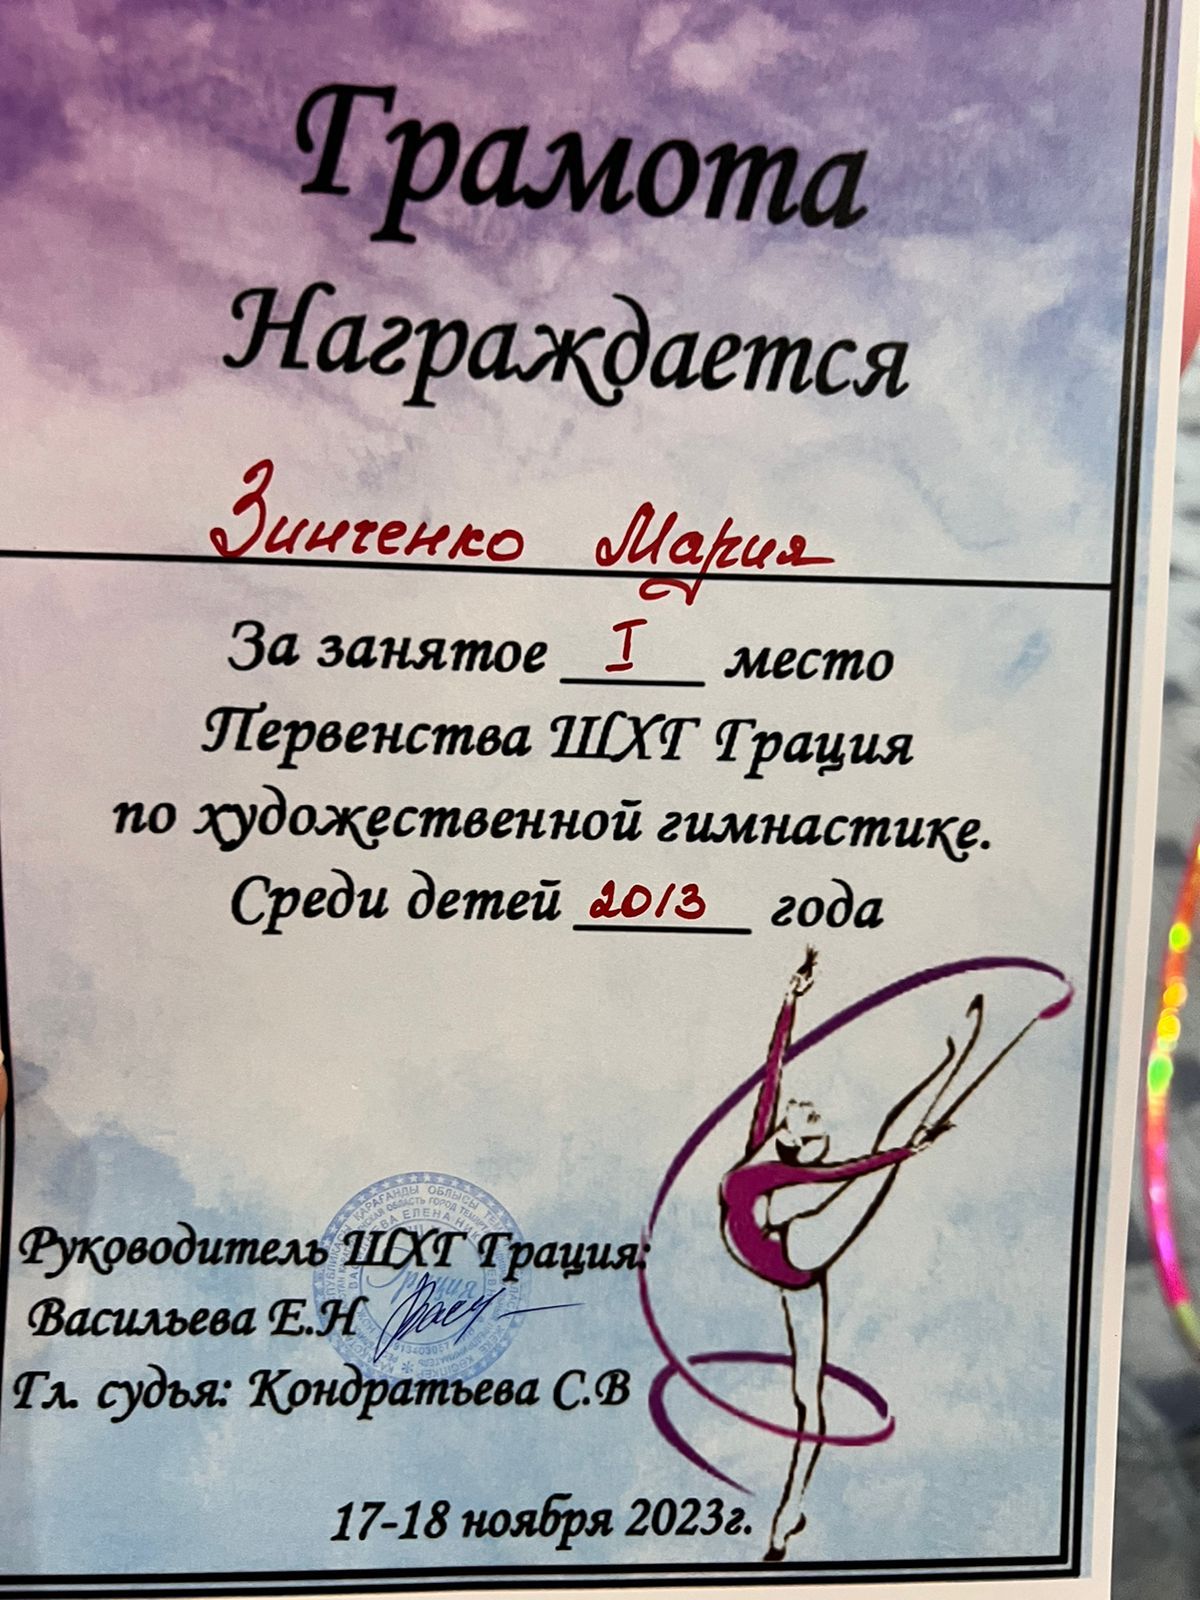 Грамота
Награждается
Зинченко Мария
За занятое I место
Первенства ШХГ Грация
по художественной гимнастике.
Среди детей 2013 года
Руководитель ШХГ Грация:
Васильева Е.Н
Гл. судья: Кондратьева С.В
17-18 ноября 2023г.